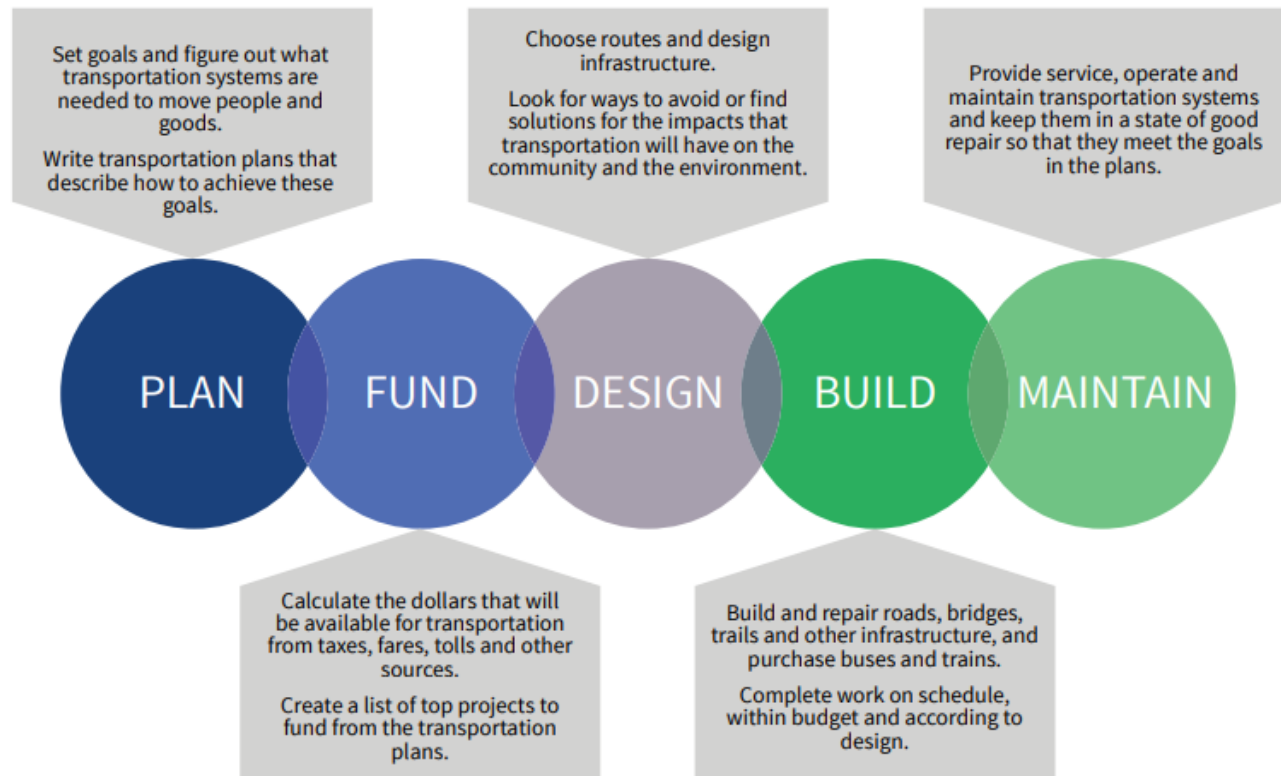 Set goals and figure out what
transportation systems are
needed to move people and
goods.
Write transportation plans that
describe how to achieve these
goals.
Choose routes and design
infrastructure.
Look for ways to avoid or find
solutions for the impacts that
transportation will have on the
community and the environment.
Provide service, operate and
maintain transportation systems
and keep them in a state of good
repair so that they meet the goals
in the plans.
PLAN
FUND
DESIGN
BUILD
MAINTAIN
Calculate the dollars that will
be available for transportation
from taxes, fares, tolls and other
sources.
Create a list of top projects to
fund from the transportation
plans.
Build and repair roads, bridges,
trails and other infrastructure, and
purchase buses and trains.
Complete work on schedule,
within budget and according to
design.